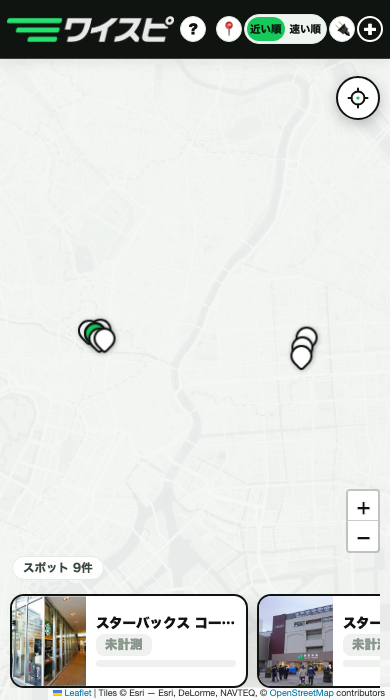 ワイスピ
?
近い順 速い順
+
−
スポット 9件
スターバックス コー…
未計測
スタ
未計測
Leaflet | Tiles © Esri — Esri, DeLorme, NAVTEQ, © OpenStreetMap contributors